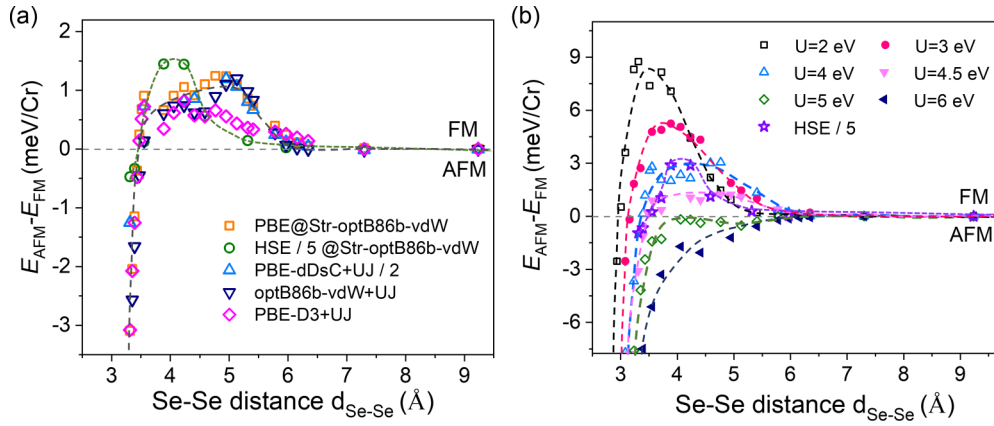 (a)
E_AFM-E_FM (meV/Cr)
2
1
0
-1
-2
-3
FM
AFM
PBE@Str-optB86b-vdW
HSE / 5 @Str-optB86b-vdW
PBE-dDsC+UJ / 2
optB86b-vdW+UJ
PBE-D3+UJ
3 4 5 6 7 8 9
Se-Se distance d_Se-Se (Å)
(b)
E_AFM-E_FM (meV/Cr)
9
6
3
0
-3
-6
U=2 eV U=3 eV
U=4 eV U=4.5 eV
U=5 eV U=6 eV
HSE / 5
FM
AFM
3 4 5 6 7 8 9
Se-Se distance d_Se-Se (Å)